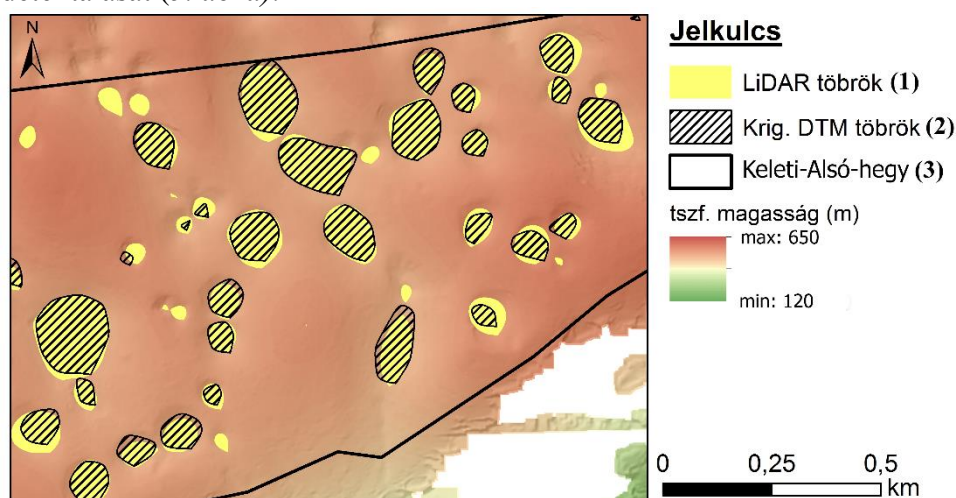 N
Jelkulcs
LiDAR töbrök (1)
Krig. DTM töbrök (2)
Keleti-Alsó-hegy (3)
tszf. magasság (m)
max: 650
min: 120
0 0,25 0,5
km